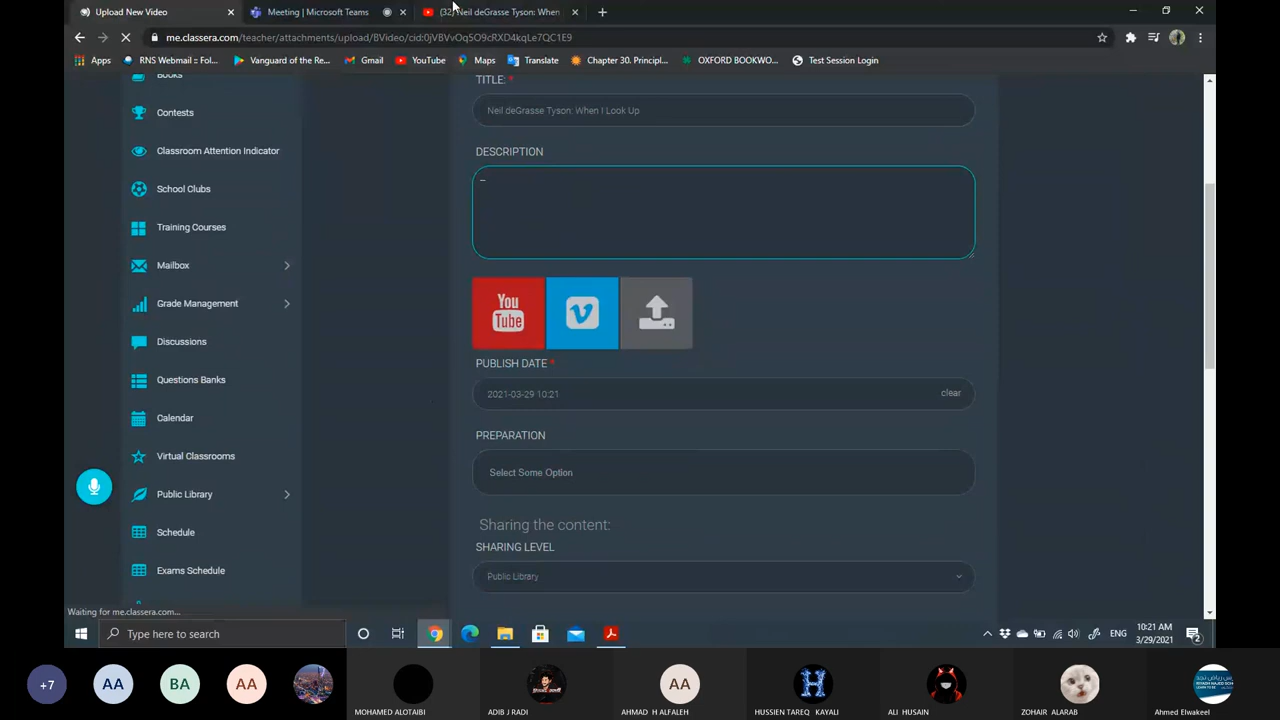 Upload New Video
Meeting | Microsoft Teams
(32) Neil deGrasse Tyson: When
me.classera.com/teacher/attachments/upload/BVideo/cid:0jVBVvOq5O9cRXD4kqLe7QC1E9
Apps
RNS Webmail :: Fol...
Vanguard of the Re...
Gmail
YouTube
Maps
Translate
Chapter 30. Principl...
OXFORD BOOKWO...
Test Session Login
Books
Contests
Classroom Attention Indicator
School Clubs
Training Courses
Mailbox
Grade Management
Discussions
Questions Banks
Calendar
Virtual Classrooms
Public Library
Schedule
Exams Schedule
TITLE: *
Neil deGrasse Tyson: When I Look Up
DESCRIPTION
You
Tube
PUBLISH DATE *
2021-03-29 10:21
clear
PREPARATION
Select Some Option
Sharing the content:
SHARING LEVEL
Public Library
Waiting for me.classera.com...
Type here to search
ENG
10:21 AM
3/29/2021
2
+7
AA
BA
AA
MOHAMED ALOTAIBI
ADIB J RADI
AA
AHMAD H ALFALEH
HUSSIEN TAREQ KAYALI
ALI HUSAIN
ZOHAIR ALARAB
Ahmed Elwakeel